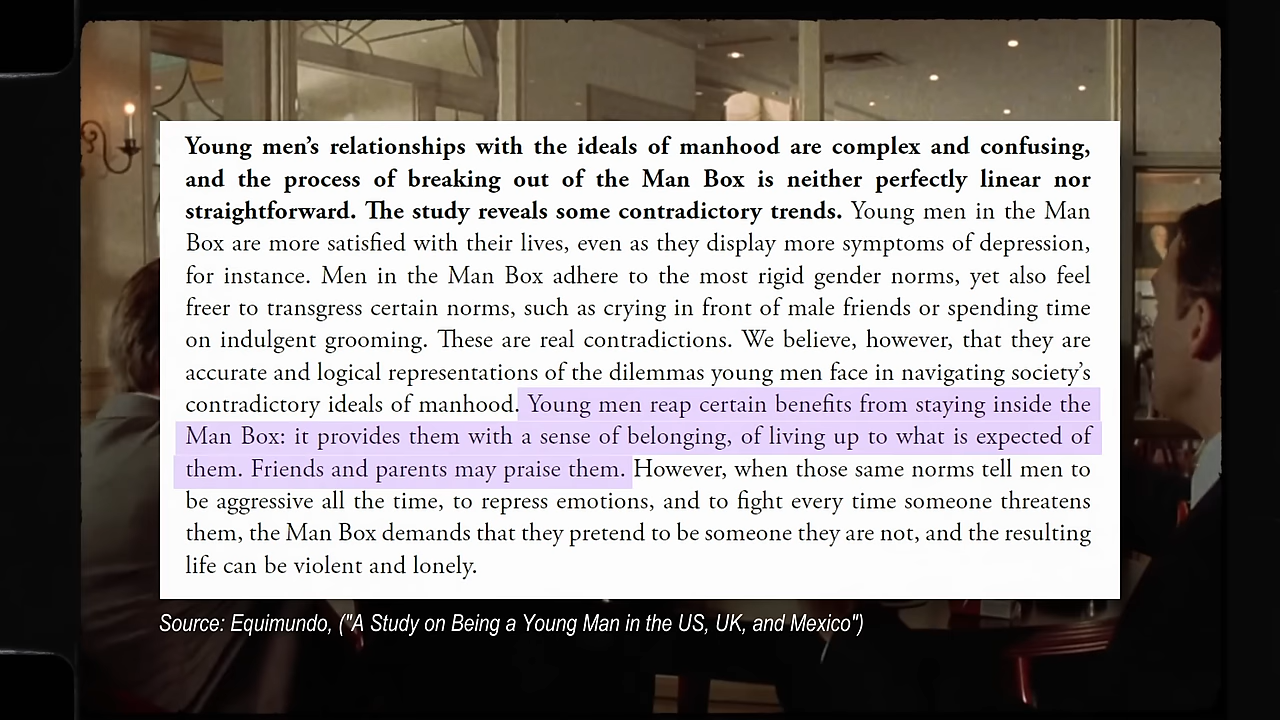 Young men’s relationships with the ideals of manhood are complex and confusing,
and the process of breaking out of the Man Box is neither perfectly linear nor
straightforward. The study reveals some contradictory trends. Young men in the Man
Box are more satisfied with their lives, even as they display more symptoms of depression,
for instance. Men in the Man Box adhere to the most rigid gender norms, yet also feel
freer to transgress certain norms, such as crying in front of male friends or spending time
on indulgent grooming. These are real contradictions. We believe, however, that they are
accurate and logical representations of the dilemmas young men face in navigating society’s
contradictory ideals of manhood. Young men reap certain benefits from staying inside the
Man Box: it provides them with a sense of belonging, of living up to what is expected of
them. Friends and parents may praise them. However, when those same norms tell men to
be aggressive all the time, to repress emotions, and to fight every time someone threatens
them, the Man Box demands that they pretend to be someone they are not, and the resulting
life can be violent and lonely.
Source: Equimundo, ("A Study on Being a Young Man in the US, UK, and Mexico")